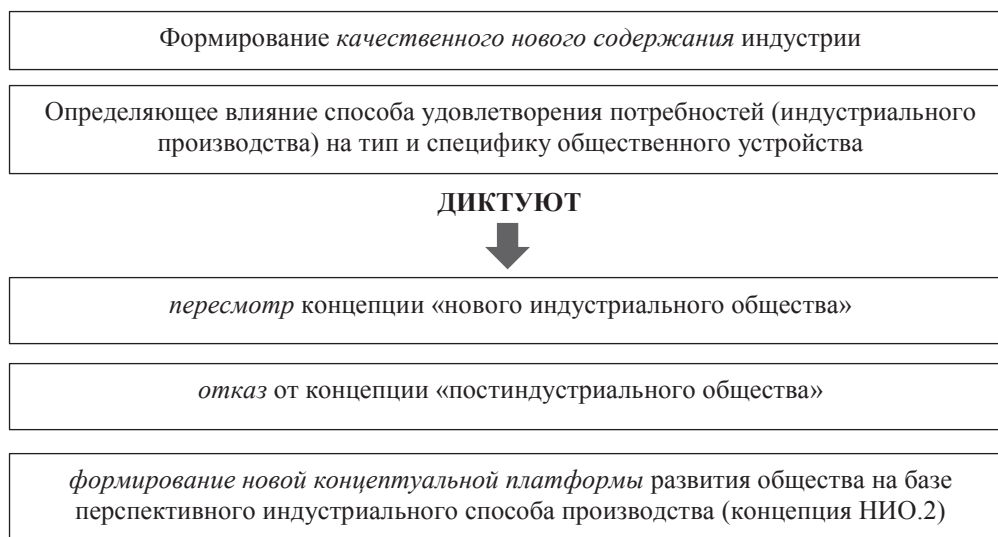 Формирование качественного нового содержания индустрии
Определяющее влияние способа удовлетворения потребностей (индустриального
производства) на тип и специфику общественного устройства
ДИКТУЮТ
пересмотр концепции «нового индустриального общества»
отказ от концепции «постиндустриального общества»
формирование новой концептуальной платформы развития общества на базе
перспективного индустриального способа производства (концепция НИО.2)